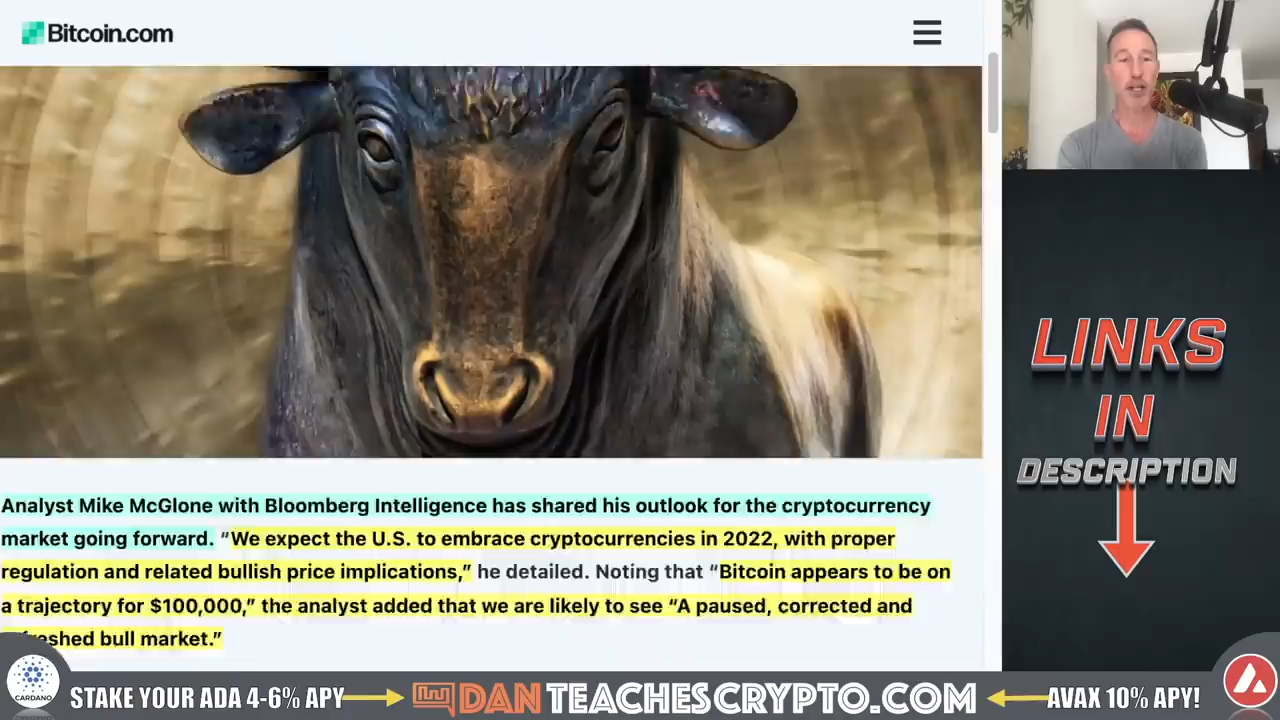 Bitcoin.com
Analyst Mike McGlone with Bloomberg Intelligence has shared his outlook for the cryptocurrency
market going forward. “We expect the U.S. to embrace cryptocurrencies in 2022, with proper
regulation and related bullish price implications,” he detailed. Noting that “Bitcoin appears to be on
a trajectory for $100,000,” the analyst added that we are likely to see “A paused, corrected and
bull market.”
LINKS
IN
DESCRIPTION
CARDANO
STAKE YOUR ADA 4-6% APY
DANTEACHESCRYPTO.COM
AVAX 10% APY!